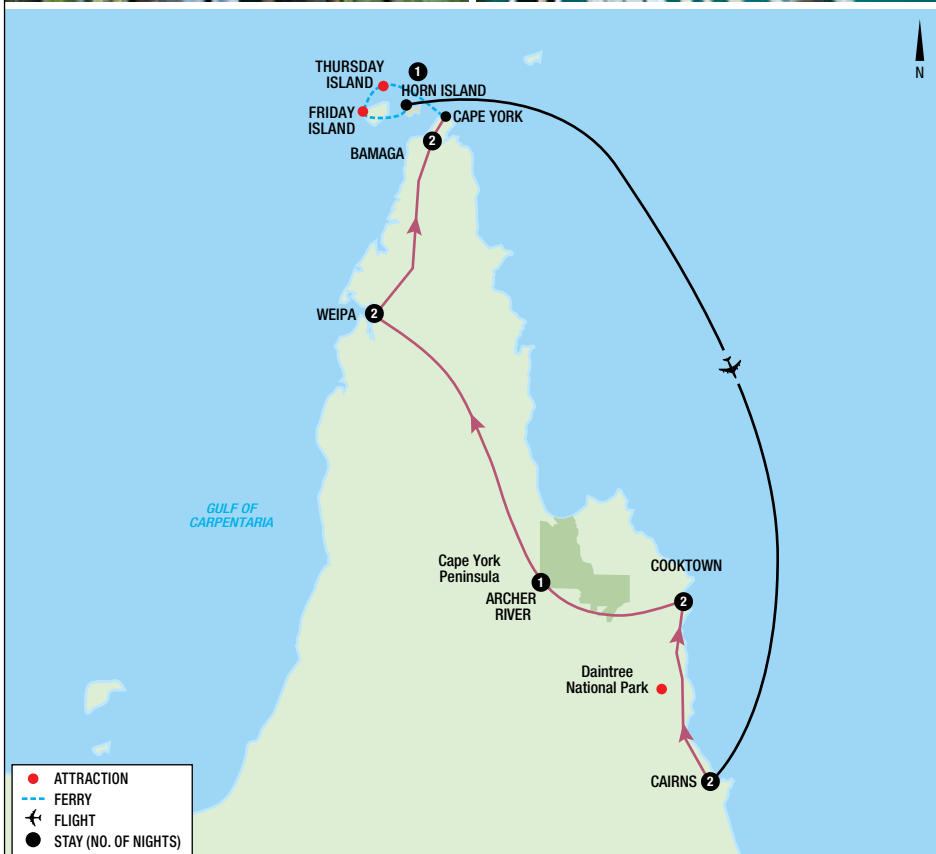 N
THURSDAY
ISLAND
1
HORN ISLAND
FRIDAY
ISLAND
CAPE YORK
BAMAGA
2
WEIPA
2
GULF OF
CARPENTARIA
Cape York
Peninsula
1
ARCHER
RIVER
COOKTOWN
2
Daintree
National Park
CAIRNS
2
ATTRACTION
FERRY
FLIGHT
STAY (NO. OF NIGHTS)